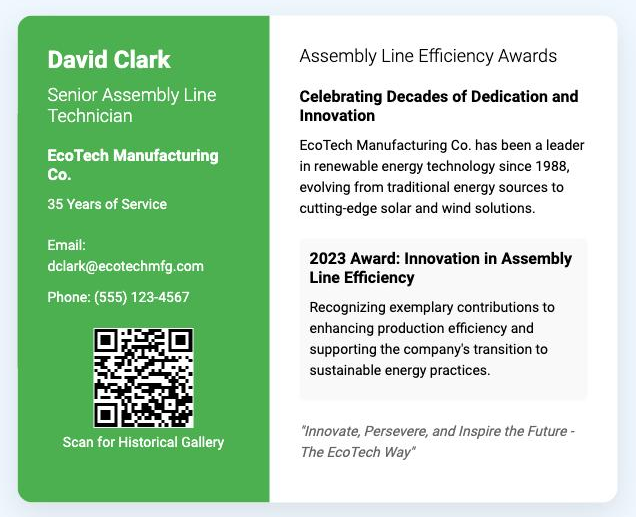 David Clark
Senior Assembly Line
Technician
EcoTech Manufacturing
Co.
35 Years of Service
Email:
dclark@ecotechmfg.com
Phone: (555) 123-4567
Scan for Historical Gallery
Assembly Line Efficiency Awards
Celebrating Decades of Dedication and
Innovation
EcoTech Manufacturing Co. has been a leader
in renewable energy technology since 1988,
evolving from traditional energy sources to
cutting-edge solar and wind solutions.
2023 Award: Innovation in Assembly
Line Efficiency
Recognizing exemplary contributions to
enhancing production efficiency and
supporting the company's transition to
sustainable energy practices.
"Innovate, Persevere, and Inspire the Future -
The EcoTech Way"